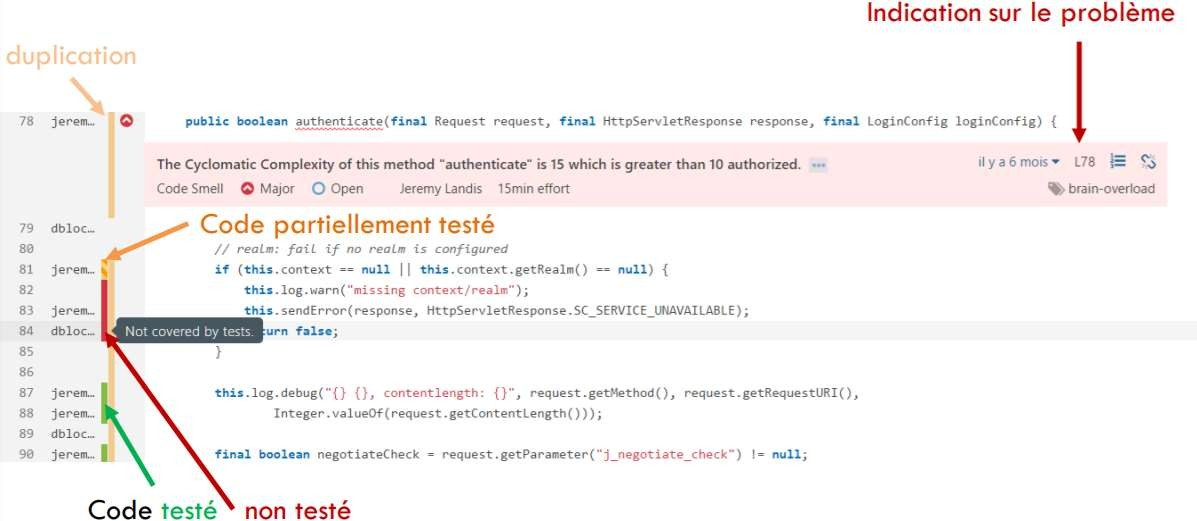 Indication sur le problème
duplication
78 jerem… public boolean authenticate(final Request request, final HttpServletResponse response, final LoginConfig loginConfig) {
The Cyclomatic Complexity of this method "authenticate" is 15 which is greater than 10 authorized. ••• il y a 6 mois L78
Code Smell Major Open Jeremy Landis 15min effort brain-overload
79 dbloc…
Code partiellement testé
80 // realm: fail if no realm is configured
81 jerem… if (this.context == null || this.context.getRealm() == null) {
82 this.log.warn("missing context/realm");
83 jerem… this.sendError(response, HttpServletResponse.SC_SERVICE_UNAVAILABLE);
84 dbloc… Not covered by tests. urn false;
85 }
86
87 jerem… this.log.debug("{} {}, contentlength: {}", request.getMethod(), request.getRequestURI(),
88 jerem… Integer.valueOf(request.getContentLength()));
89 dbloc…
90 jerem… final boolean negotiateCheck = request.getParameter("j_negotiate_check") != null;
Code testé non testé